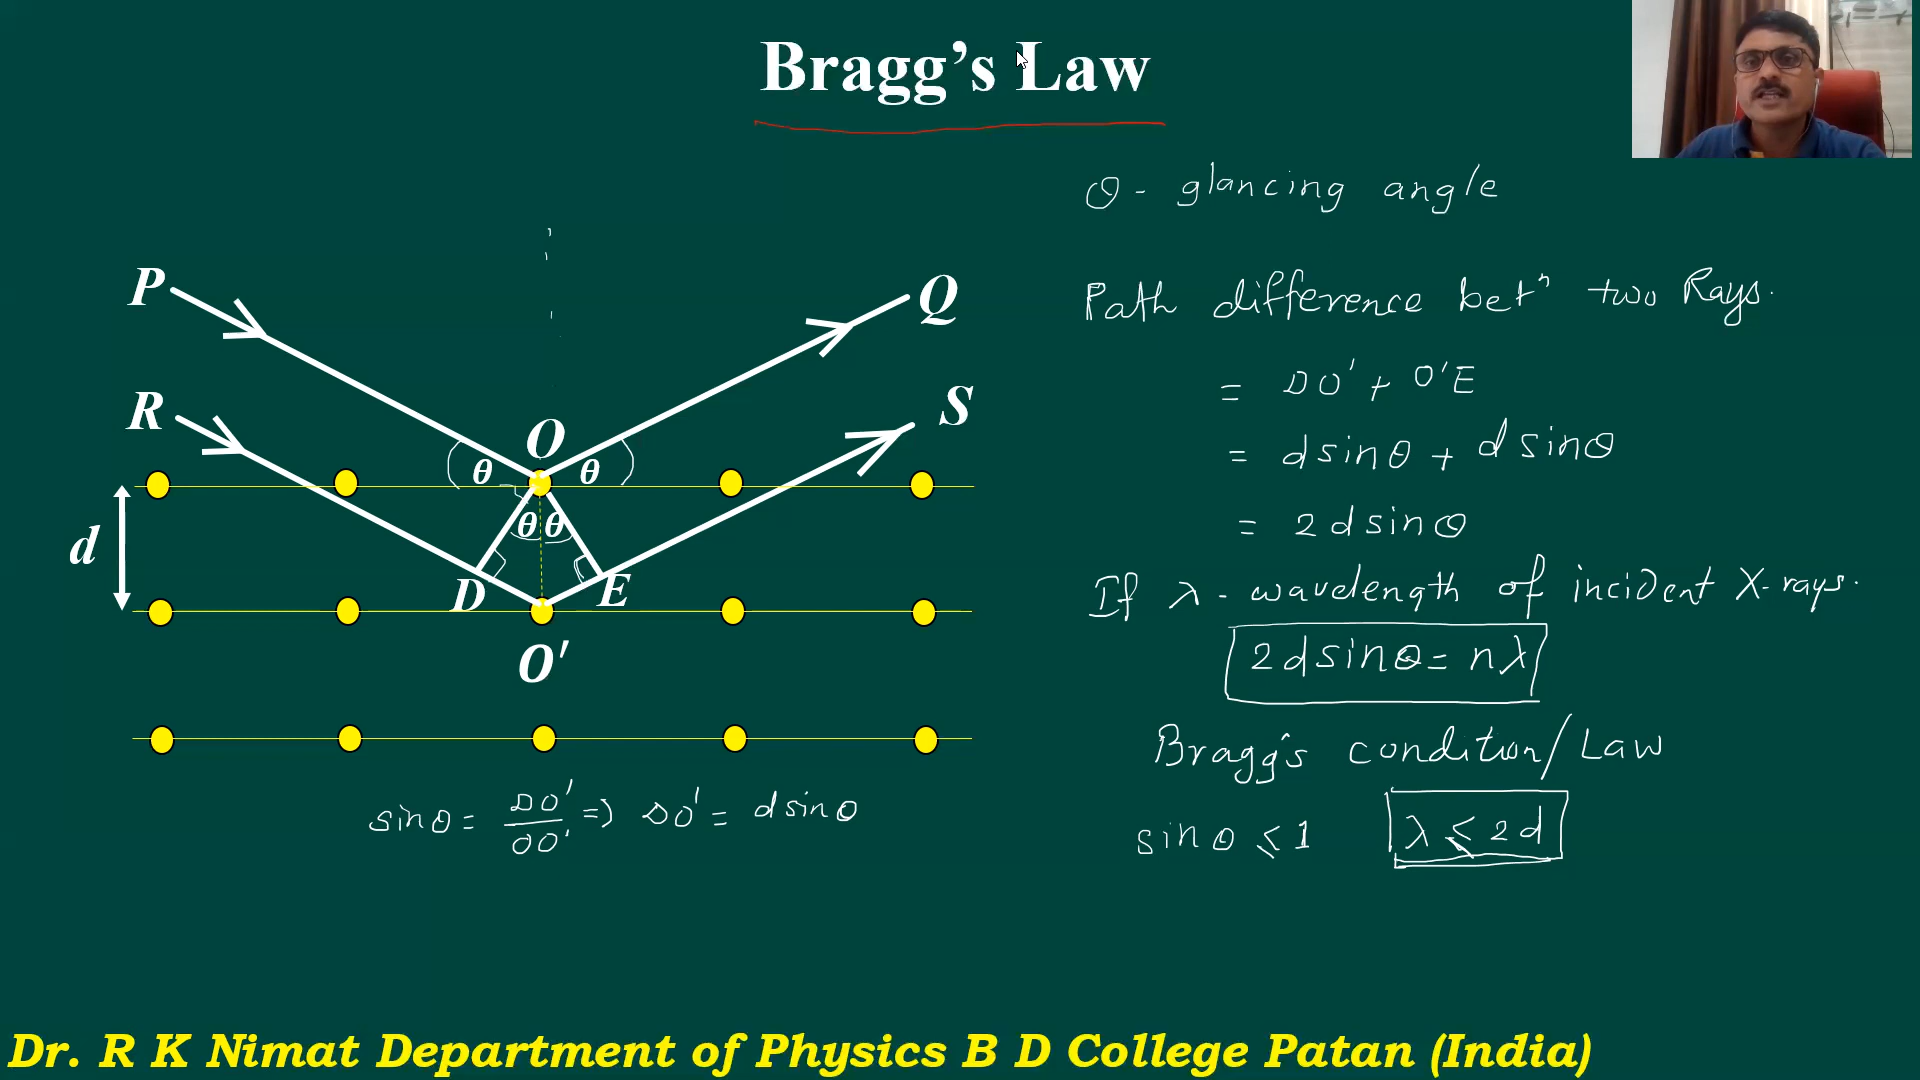 Bragg’s Law
θ - glancing angle
Path difference betⁿ two Rays.
= DO' + O'E
= d sinθ + d sinθ
= 2 d sinθ
If λ - wavelength of incident X-rays.
2d sinθ = nλ
Bragg's condition/Law
sinθ ≤ 1 λ ≤ 2d
P
Q
R
S
O
θ θ
d
θ θ
D E
O'
sinθ = DO'/OO' => DO' = d sinθ
Dr. R K Nimat Department of Physics B D College Patan (India)